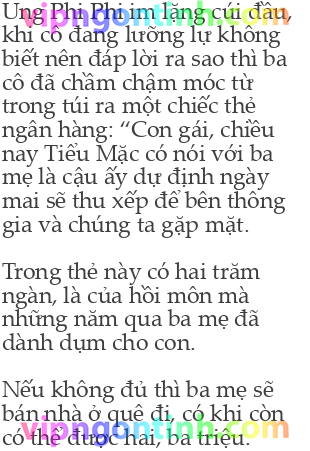 Ung Phi Phi im lặng cúi đầu,
vipngontinh.com
khi cô đang lưỡng lự không
biết nên đáp lời ra sao thì ba
cô đã chầm chậm móc từ
trong túi ra một chiếc thẻ
ngân hàng: “Con gái, chiều
nay Tiểu Mặc có nói với ba
mẹ là cậu ấy dự định ngày
mai sẽ thu xếp để bên thông
gia và chúng ta gặp mặt.
Trong thẻ này có hai trăm
ngàn, là của hồi môn mà
những năm qua ba mẹ đã
dành dụm cho con.
Nếu không đủ thì ba mẹ sẽ
bán nhà ở quê đi, có khi còn
vipngontinh.com
có thể được hai, ba triệu.